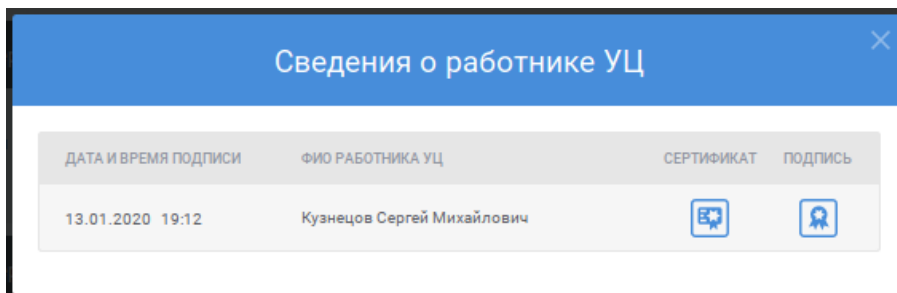 Сведения о работнике УЦ
ДАТА И ВРЕМЯ ПОДПИСИ ФИО РАБОТНИКА УЦ СЕРТИФИКАТ ПОДПИСЬ
13.01.2020 19:12 Кузнецов Сергей Михайлович